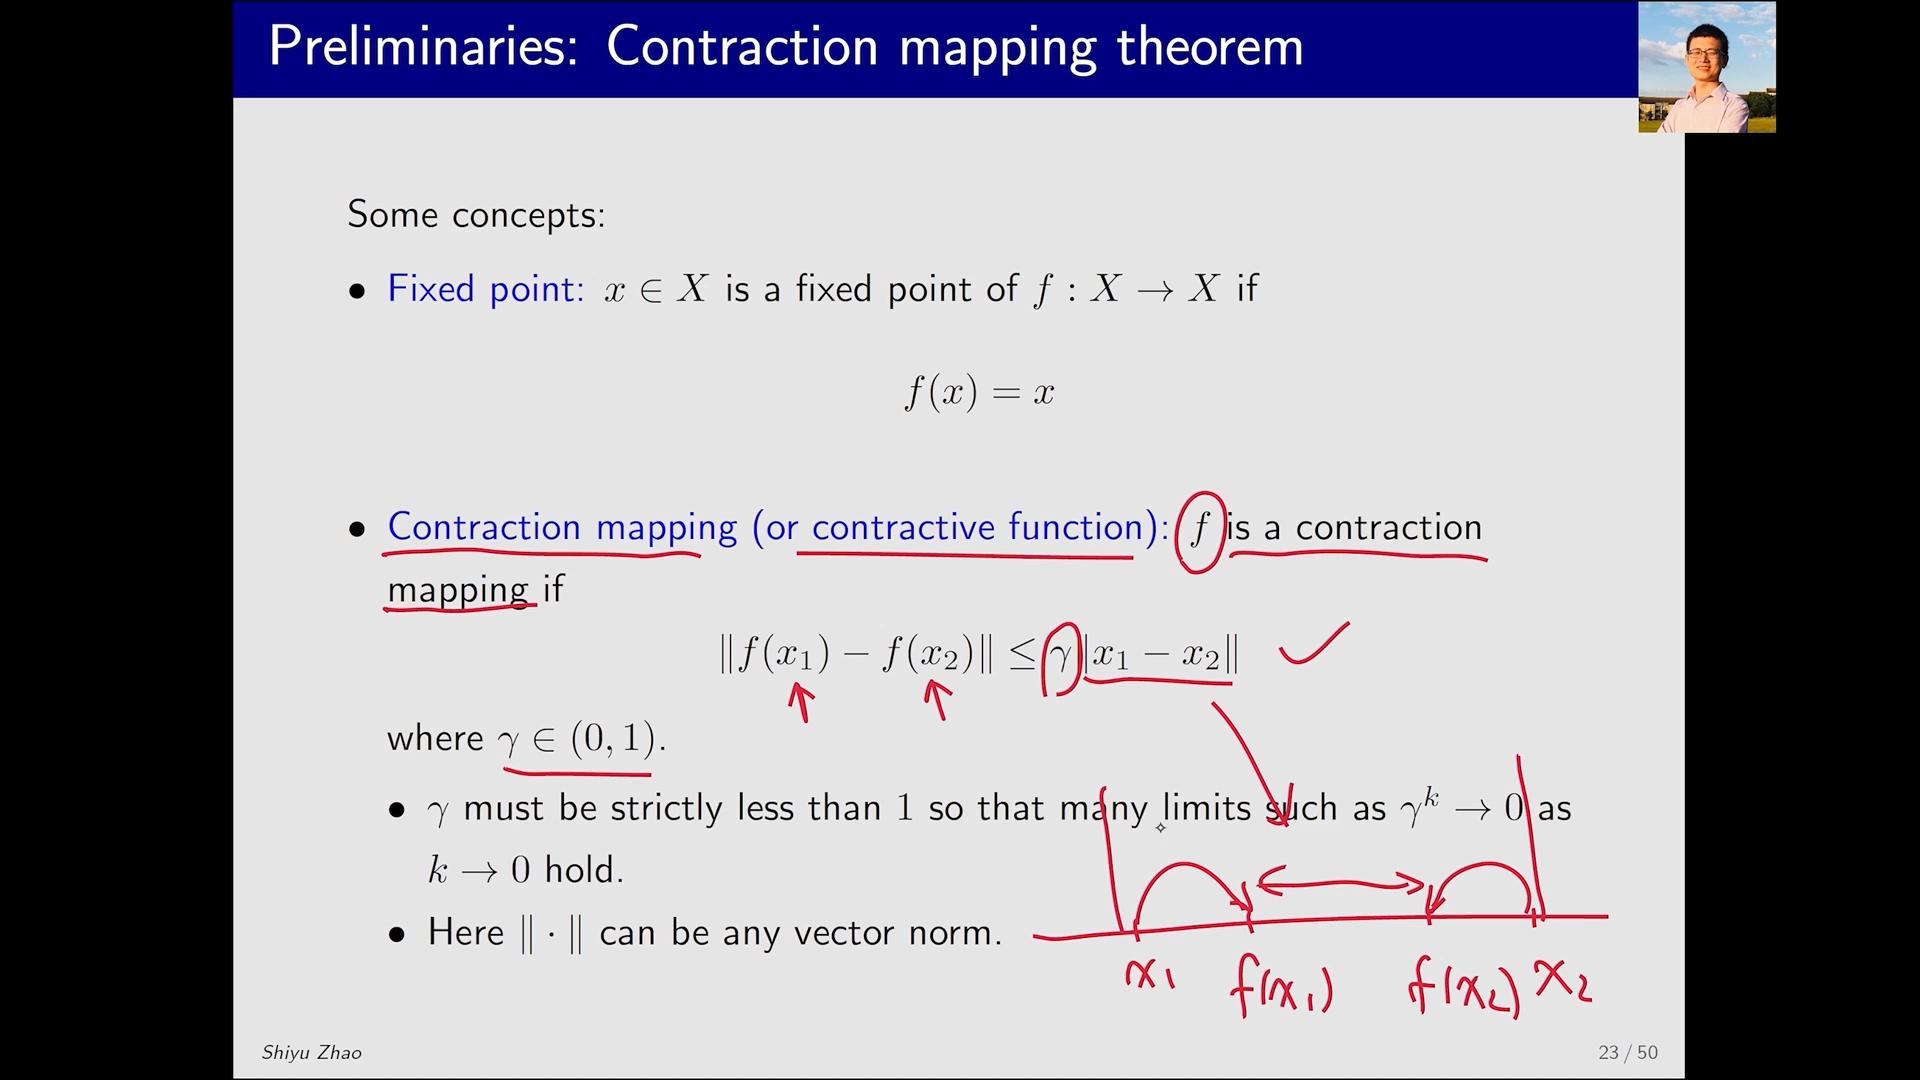 Preliminaries: Contraction mapping theorem
Some concepts:
• Fixed point: x ∈ X is a fixed point of f : X → X if
f(x) = x
• Contraction mapping (or contractive function): f is a contraction
mapping if
‖f(x₁) − f(x₂)‖ ≤ γ‖x₁ − x₂‖
where γ ∈ (0, 1).
• γ must be strictly less than 1 so that many limits such as γᵏ → 0 as
k → 0 hold.
• Here ‖ · ‖ can be any vector norm.
x₁ f(x₁) f(x₂) x₂
Shiyu Zhao
23 / 50